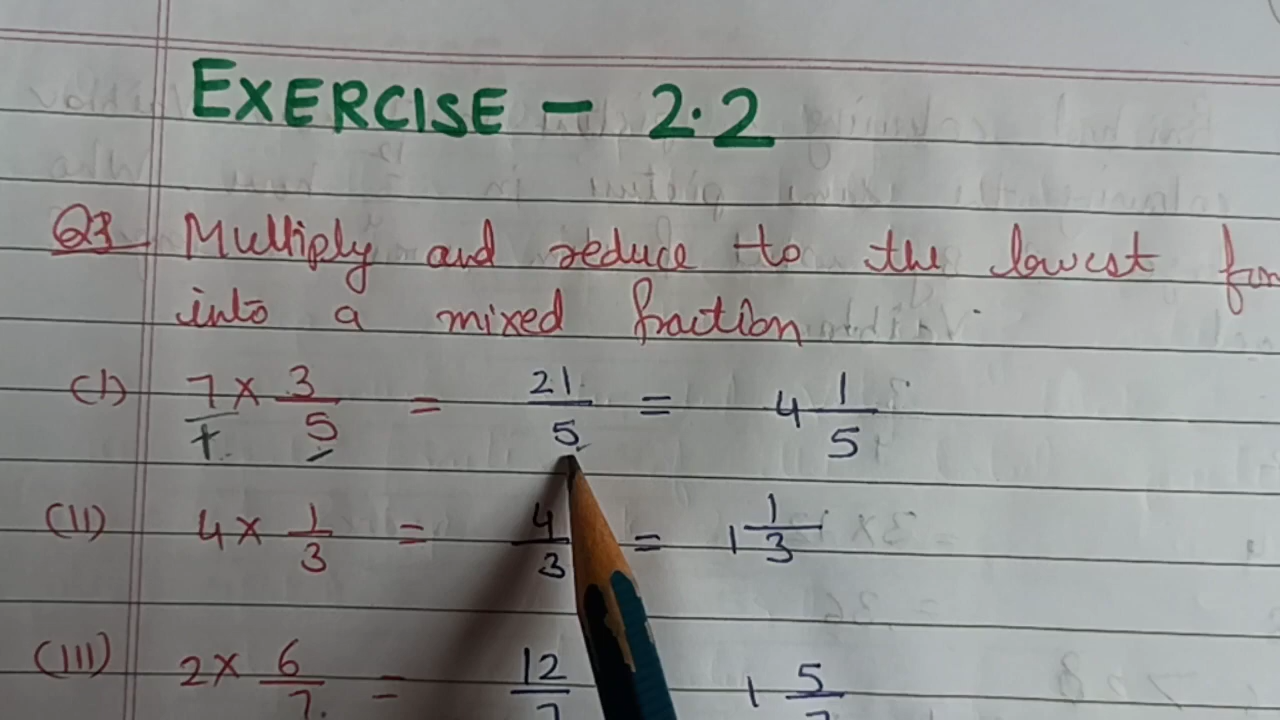 EXERCISE - 2.2
Q3 Multiply and reduce to the lowest
into a mixed fraction
(I) 7/1 × 3/5 = 21/5 = 4 1/5
(II) 4 × 1/3 = 4/3 = 1 1/3
(III) 2 × 6/7 = 12/7 1 5/7